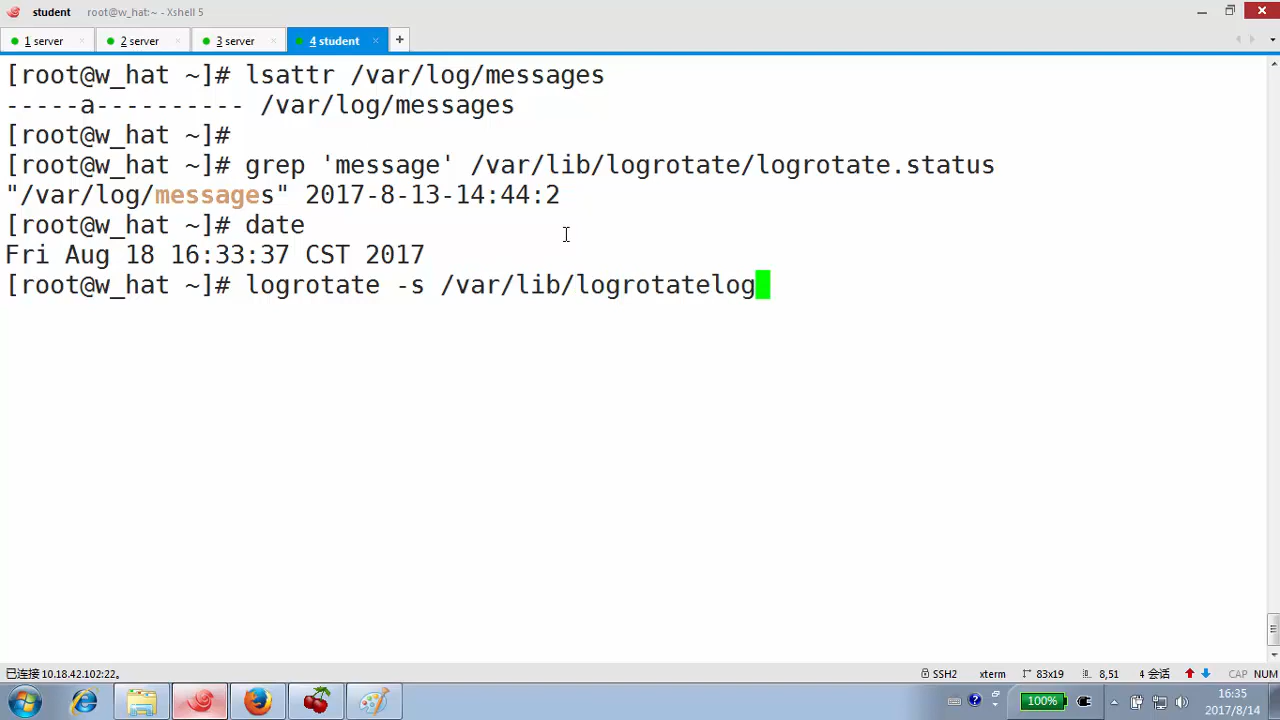 student root@w_hat:~ - Xshell 5
1 server × 2 server × 3 server × 4 student × +
[root@w_hat ~]# lsattr /var/log/messages
-----a---------- /var/log/messages
[root@w_hat ~]#
[root@w_hat ~]# grep 'message' /var/lib/logrotate/logrotate.status
"/var/log/messages" 2017-8-13-14:44:2
[root@w_hat ~]# date
Fri Aug 18 16:33:37 CST 2017
[root@w_hat ~]# logrotate -s /var/lib/logrotatelog
已连接 10.18.42.102:22。 SSH2 xterm 83x19 8,51 4 会话 CAP NUM
100% 16:35
2017/8/14